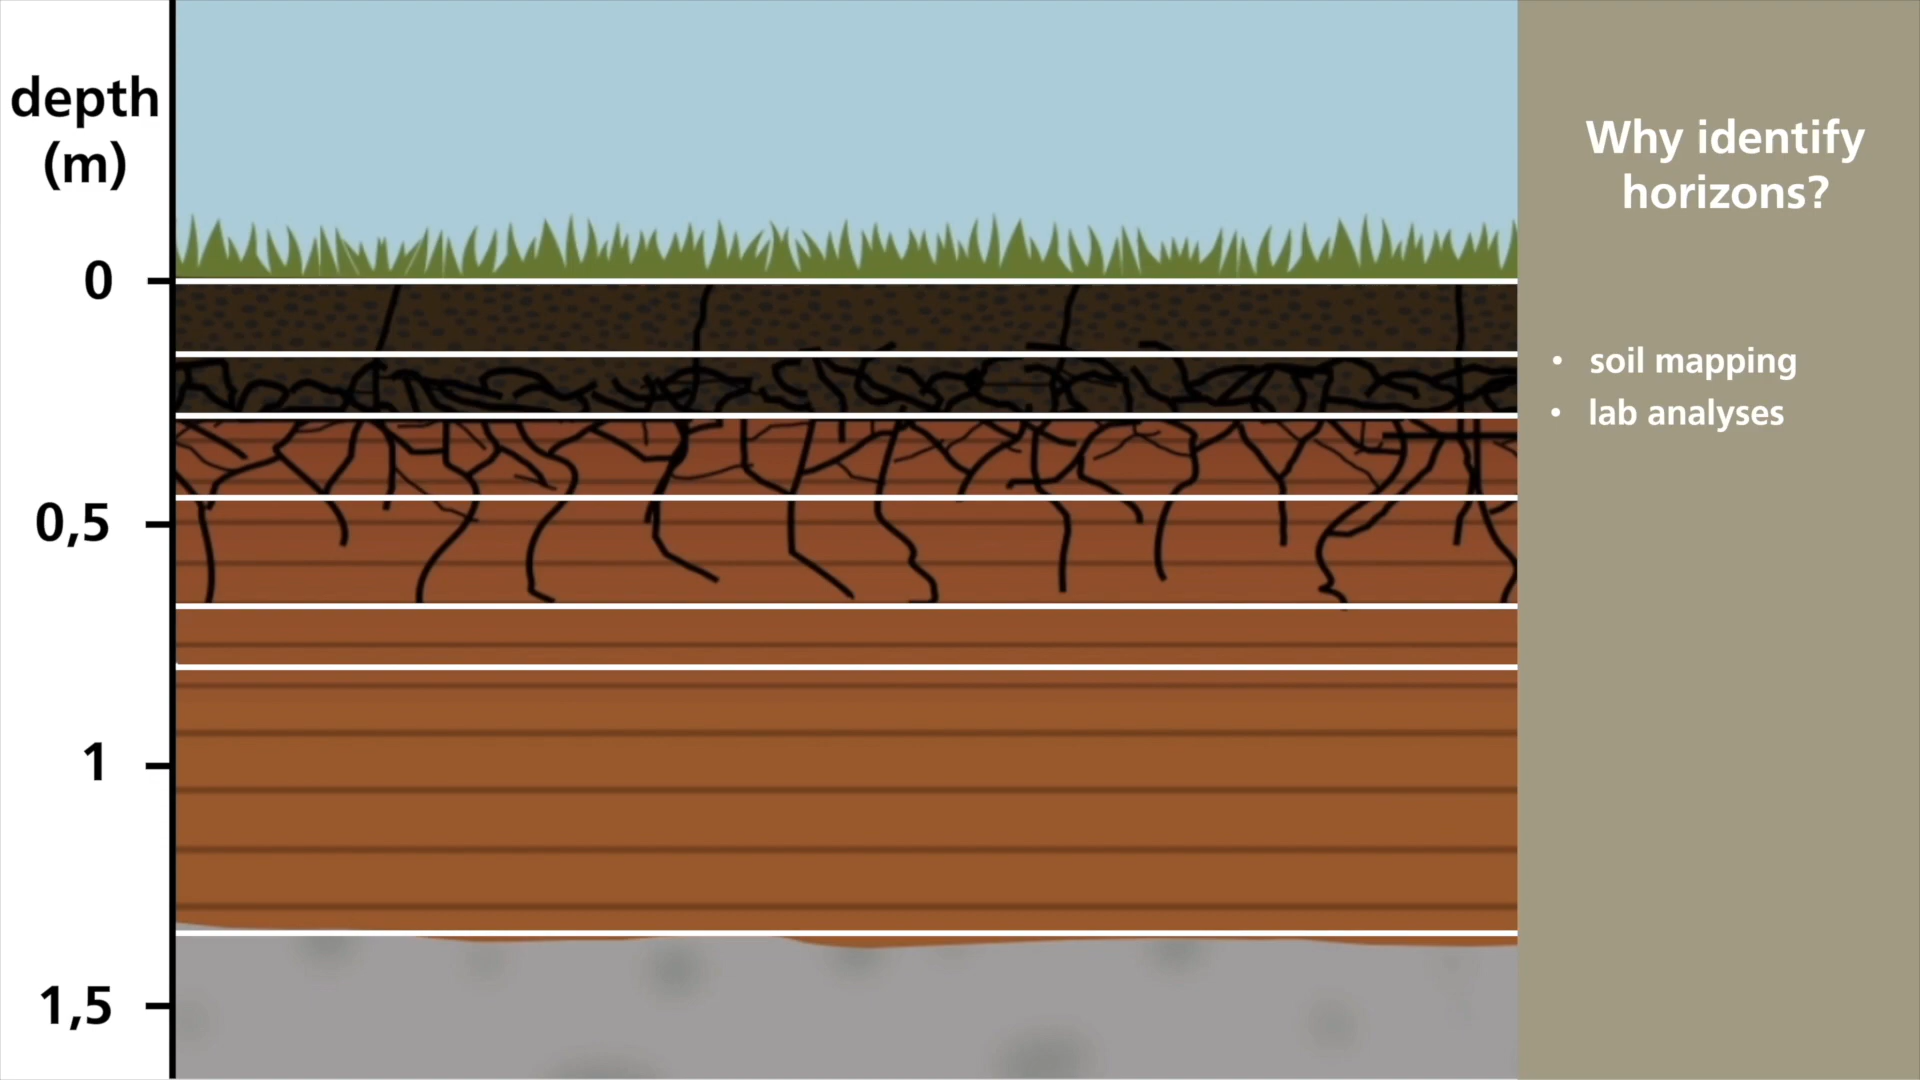 depth
(m)
0
0,5
1
1,5
Why identify
horizons?
• soil mapping
• lab analyses